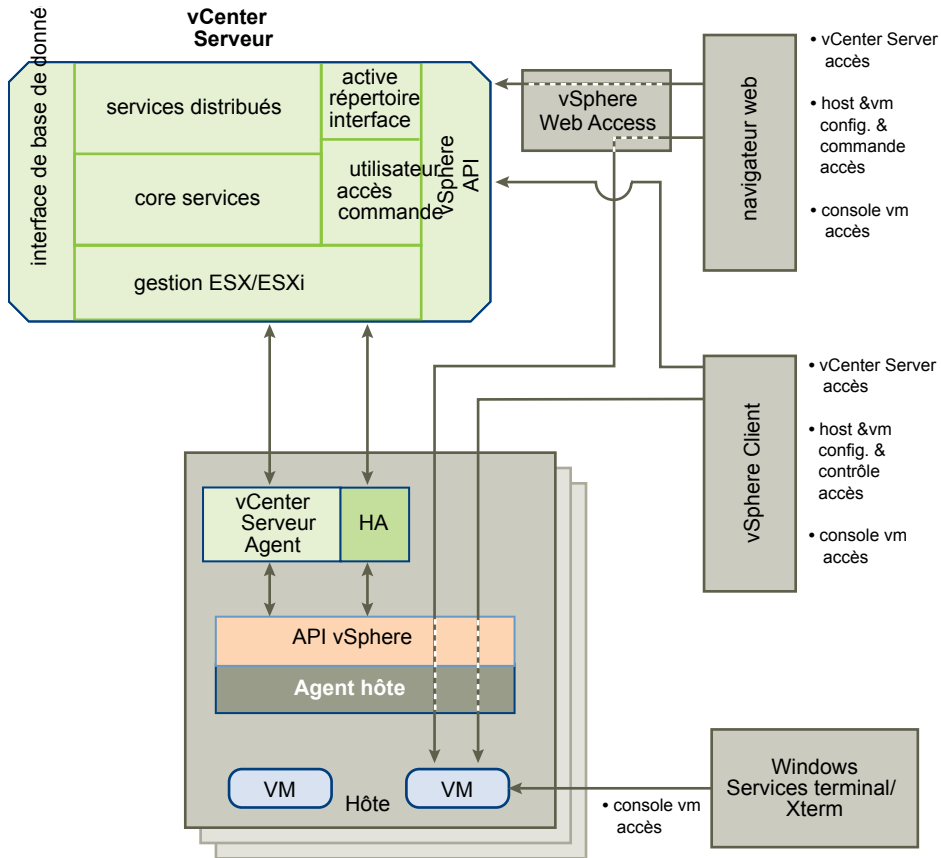 vCenter
Serveur
interface de base de donné
services distribués
active
répertoire
interface
core services
utilisateur
accès
commande
vSphere
API
gestion ESX/ESXi
vSphere
Web Access
navigateur web
• vCenter Server
accès
• host &vm
config. &
commande
accès
• console vm
accès
vSphere Client
• vCenter Server
accès
• host &vm
config. &
contrôle
accès
• console vm
accès
vCenter
Serveur
Agent
HA
API vSphere
Agent hôte
VM
Hôte
VM
• console vm
accès
Windows
Services terminal/
Xterm